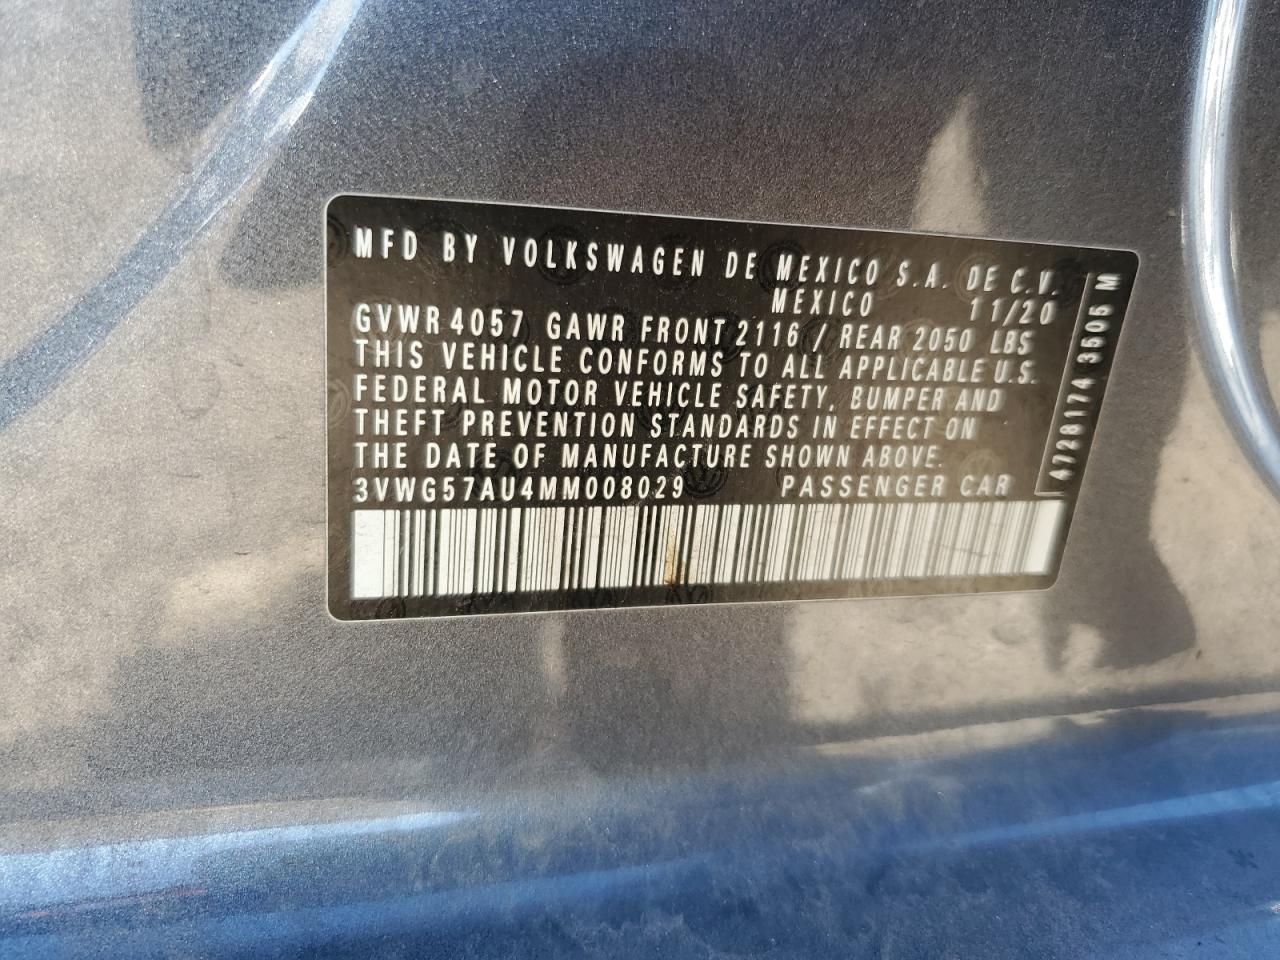 MFD BY VOLKSWAGEN DE MEXICO S.A. DE C.V.
MEXICO 11/20
GVWR 4057 GAWR FRONT 2116 / REAR 2050 LBS
THIS VEHICLE CONFORMS TO ALL APPLICABLE U.S.
FEDERAL MOTOR VEHICLE SAFETY, BUMPER AND
THEFT PREVENTION STANDARDS IN EFFECT ON
THE DATE OF MANUFACTURE SHOWN ABOVE.
3VWG57AU4MM008029 PASSENGER CAR
4728174 3505 M